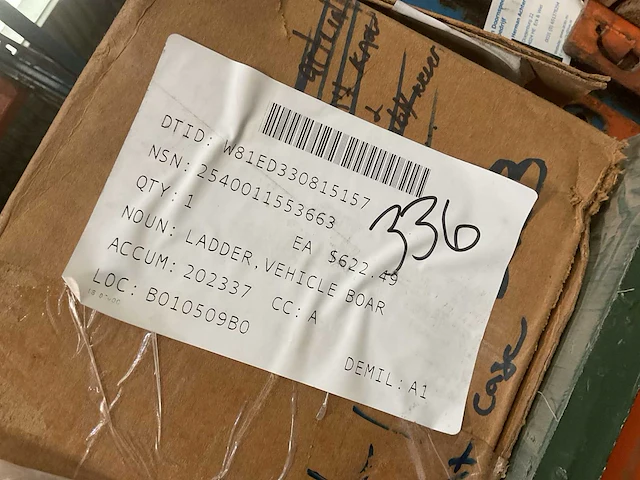 DTID: W81ED330815157
NSN: 2540011553663
QTY: 1 EA $622.49
NOUN: LADDER, VEHICLE BOAR
ACCUM: 202337 CC: A
LOC: B010509B0
DEMIL: A1
336
case